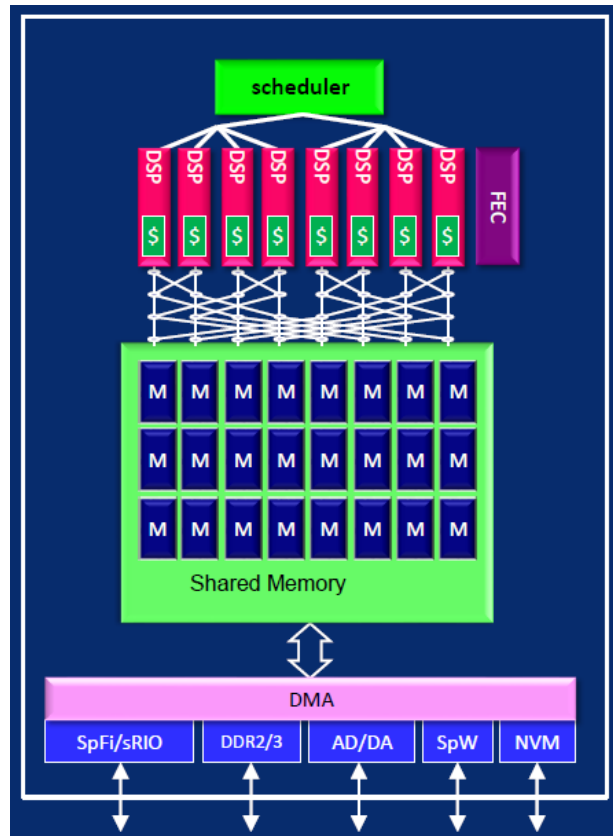 scheduler
DSP DSP DSP DSP DSP DSP DSP DSP FEC
$ $ $ $ $ $ $ $
M M M M M M M M
M M M M M M M M
M M M M M M M M
Shared Memory
DMA
SpFi/sRIO DDR2/3 AD/DA SpW NVM